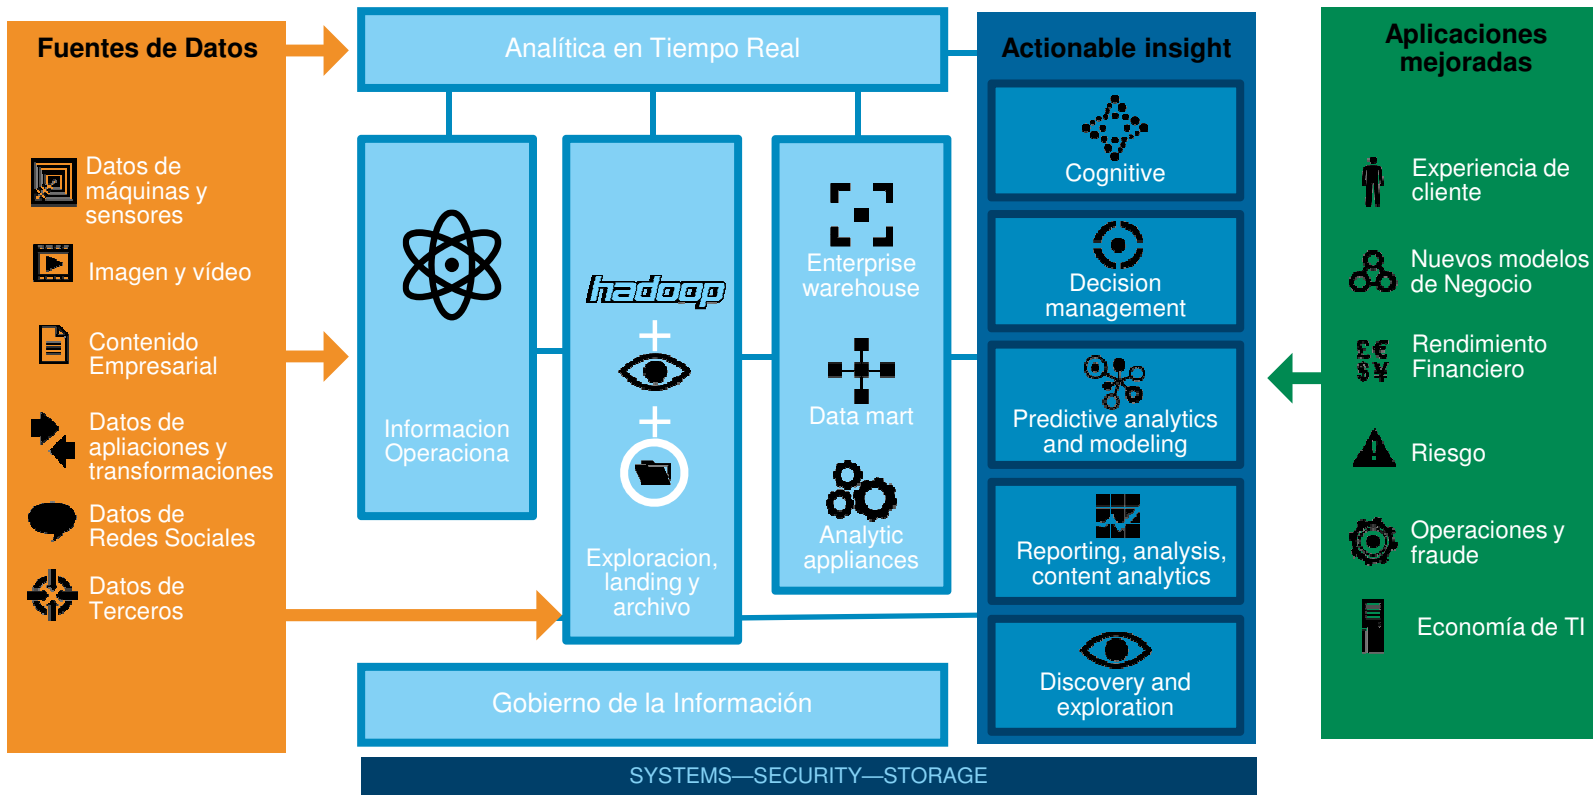 Fuentes de Datos
Datos de
máquinas y
sensores
Imagen y vídeo
Contenido
Empresarial
Datos de
apliaciones y
transformaciones
Datos de
Redes Sociales
Datos de
Terceros
Analítica en Tiempo Real
Informacion
Operaciona
hadoop
Exploracion,
landing y
archivo
Enterprise
warehouse
Data mart
Analytic
appliances
Gobierno de la Información
Actionable insight
Cognitive
Decision
management
Predictive analytics
and modeling
Reporting, analysis,
content analytics
Discovery and
exploration
SYSTEMS—SECURITY—STORAGE
Aplicaciones
mejoradas
Experiencia de
cliente
Nuevos modelos
de Negocio
£€
$¥
Rendimiento
Financiero
Riesgo
Operaciones y
fraude
Economía de TI